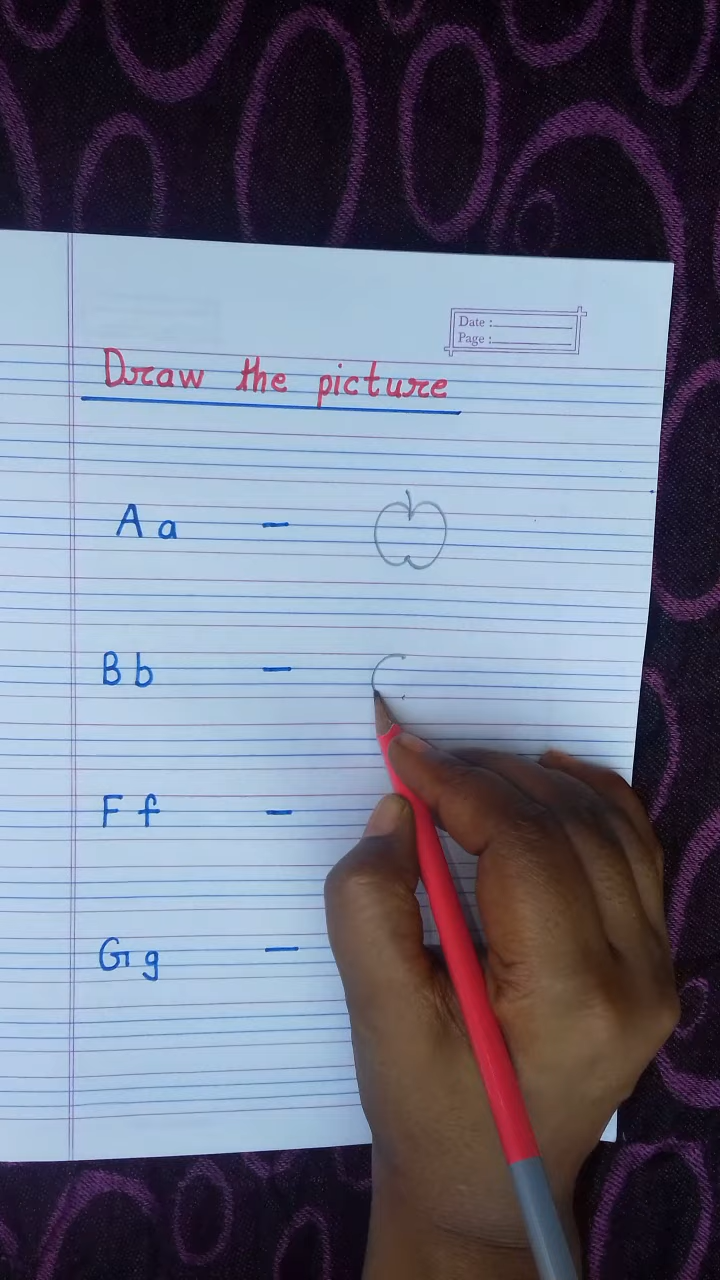 Date :
Page :
Draw the picture
A a –
B b –
F f –
G g –